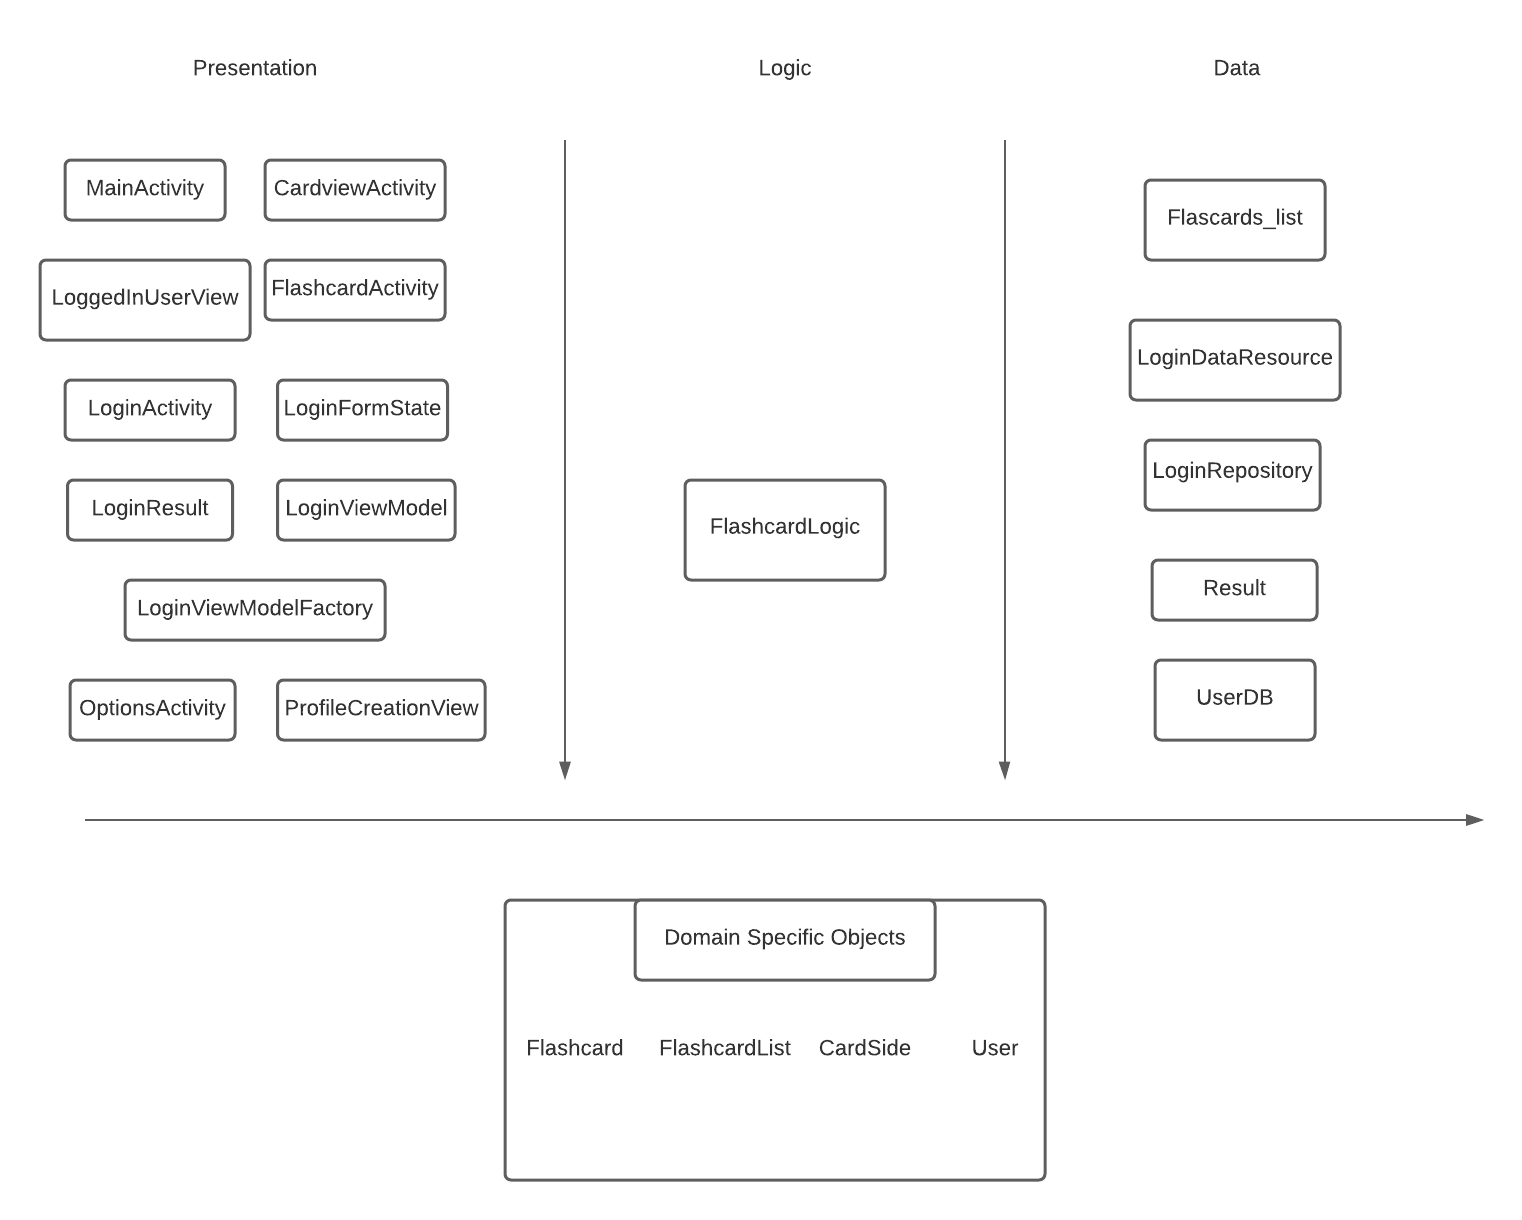 Presentation
Logic
Data
MainActivity
CardviewActivity
Flascards_list
LoggedInUserView
FlashcardActivity
LoginDataResource
LoginActivity
LoginFormState
LoginRepository
LoginResult
LoginViewModel
FlashcardLogic
Result
LoginViewModelFactory
UserDB
OptionsActivity
ProfileCreationView
Domain Specific Objects
Flashcard
FlashcardList
CardSide
User